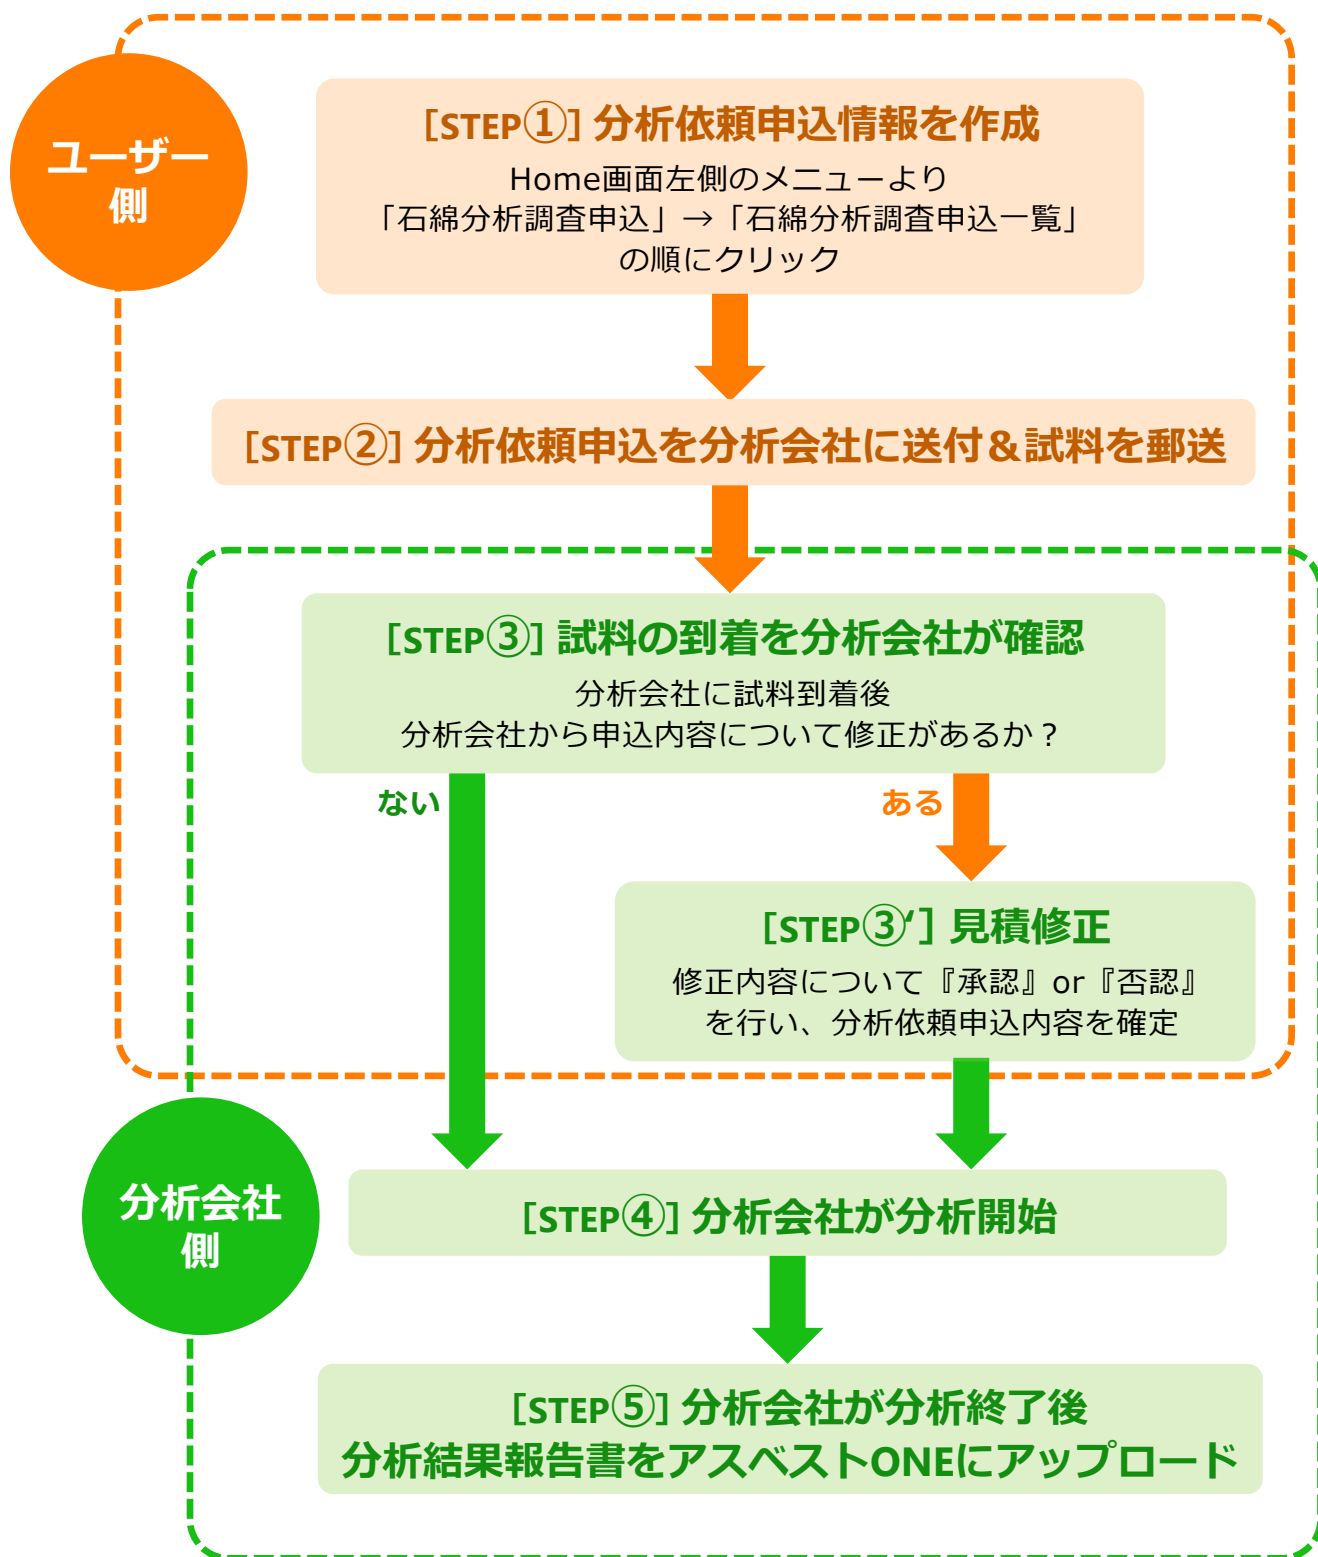 ユーザー
側
[STEP①] 分析依頼申込情報を作成
Home画面左側のメニューより
「石綿分析調査申込」→「石綿分析調査申込一覧」
の順にクリック
[STEP②] 分析依頼申込を分析会社に送付＆試料を郵送
[STEP③] 試料の到着を分析会社が確認
分析会社に試料到着後
分析会社から申込内容について修正があるか？
ない
ある
[STEP③‘] 見積修正
修正内容について『承認』or『否認』
を行い、分析依頼申込内容を確定
分析会社
側
[STEP④] 分析会社が分析開始
[STEP⑤] 分析会社が分析終了後
分析結果報告書をアスベストONEにアップロード